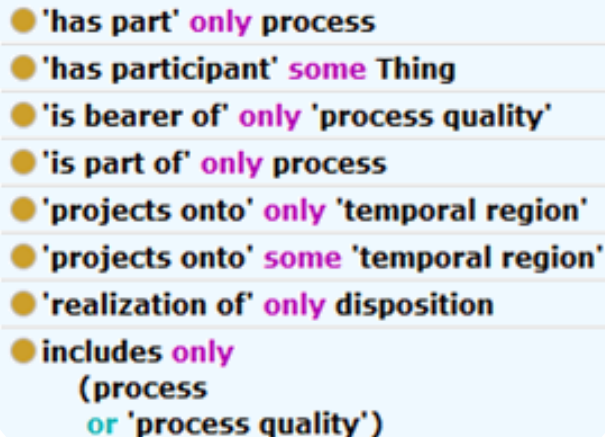 'has part' only process
'has participant' some Thing
'is bearer of' only 'process quality'
'is part of' only process
'projects onto' only 'temporal region'
'projects onto' some 'temporal region'
'realization of' only disposition
includes only
(process
or 'process quality')